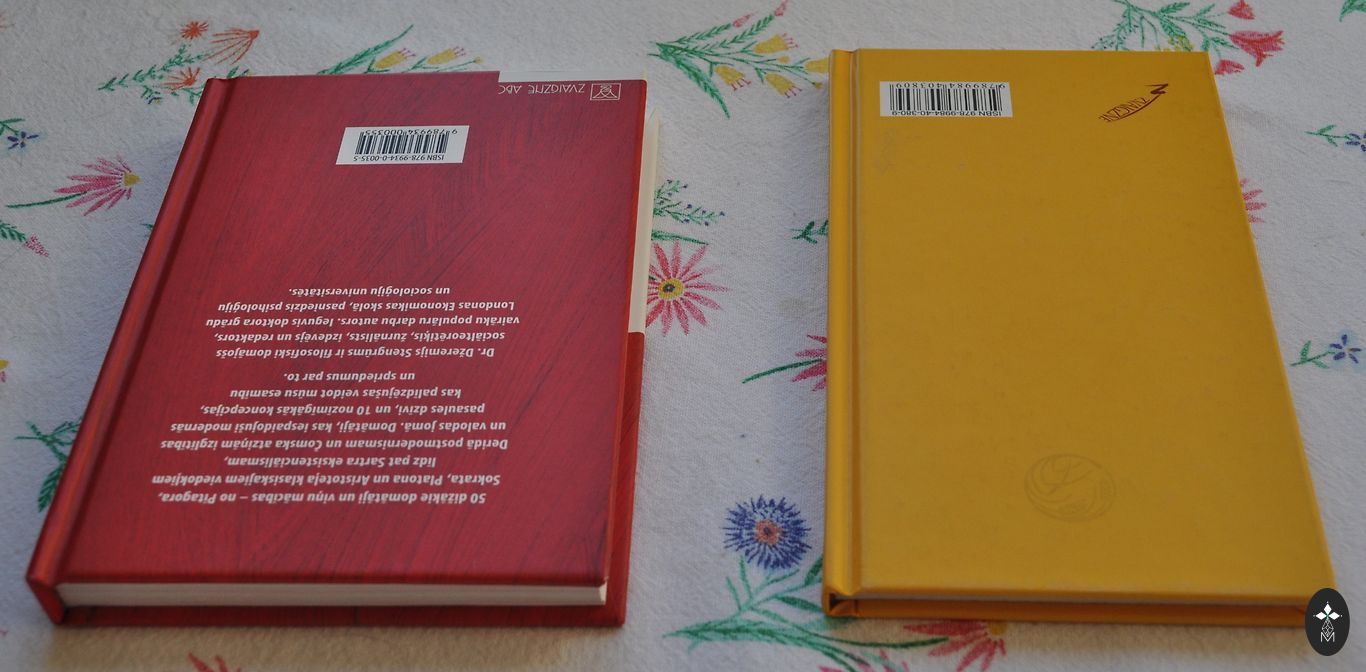 50 dižākie domātāji un viņu mācības – no Pitagora,
Sokrata, Platona un Aristoteļa klasiskajiem viedokļiem
līdz pat Sartra eksistenciālismam,
Deridā postmodernismam un Čomska atziņām izglītības
un valodas jomā. Domātāji, kas iespaidojuši modernās
pasaules dzīvi, un 10 nozīmīgākās koncepcijas,
kas palīdzējušas veidot mūsu esamību
un spriedumus par to.
Dr. Džeremijs Stengrūms ir filosofiski domājošs
sociālteorētiķis, žurnālists, izdevējs un redaktors,
vairāku populāru darbu autors. Ieguvis doktora grādu
Londonas Ekonomikas skolā, pasniedzis psiholoģiju
un socioloģiju universitātēs.
ISBN 978-9934-0-0035-5
9789934000355
ZVAIGZNE ABC
ISBN 978-9984-40-380-9
9789984403809
M